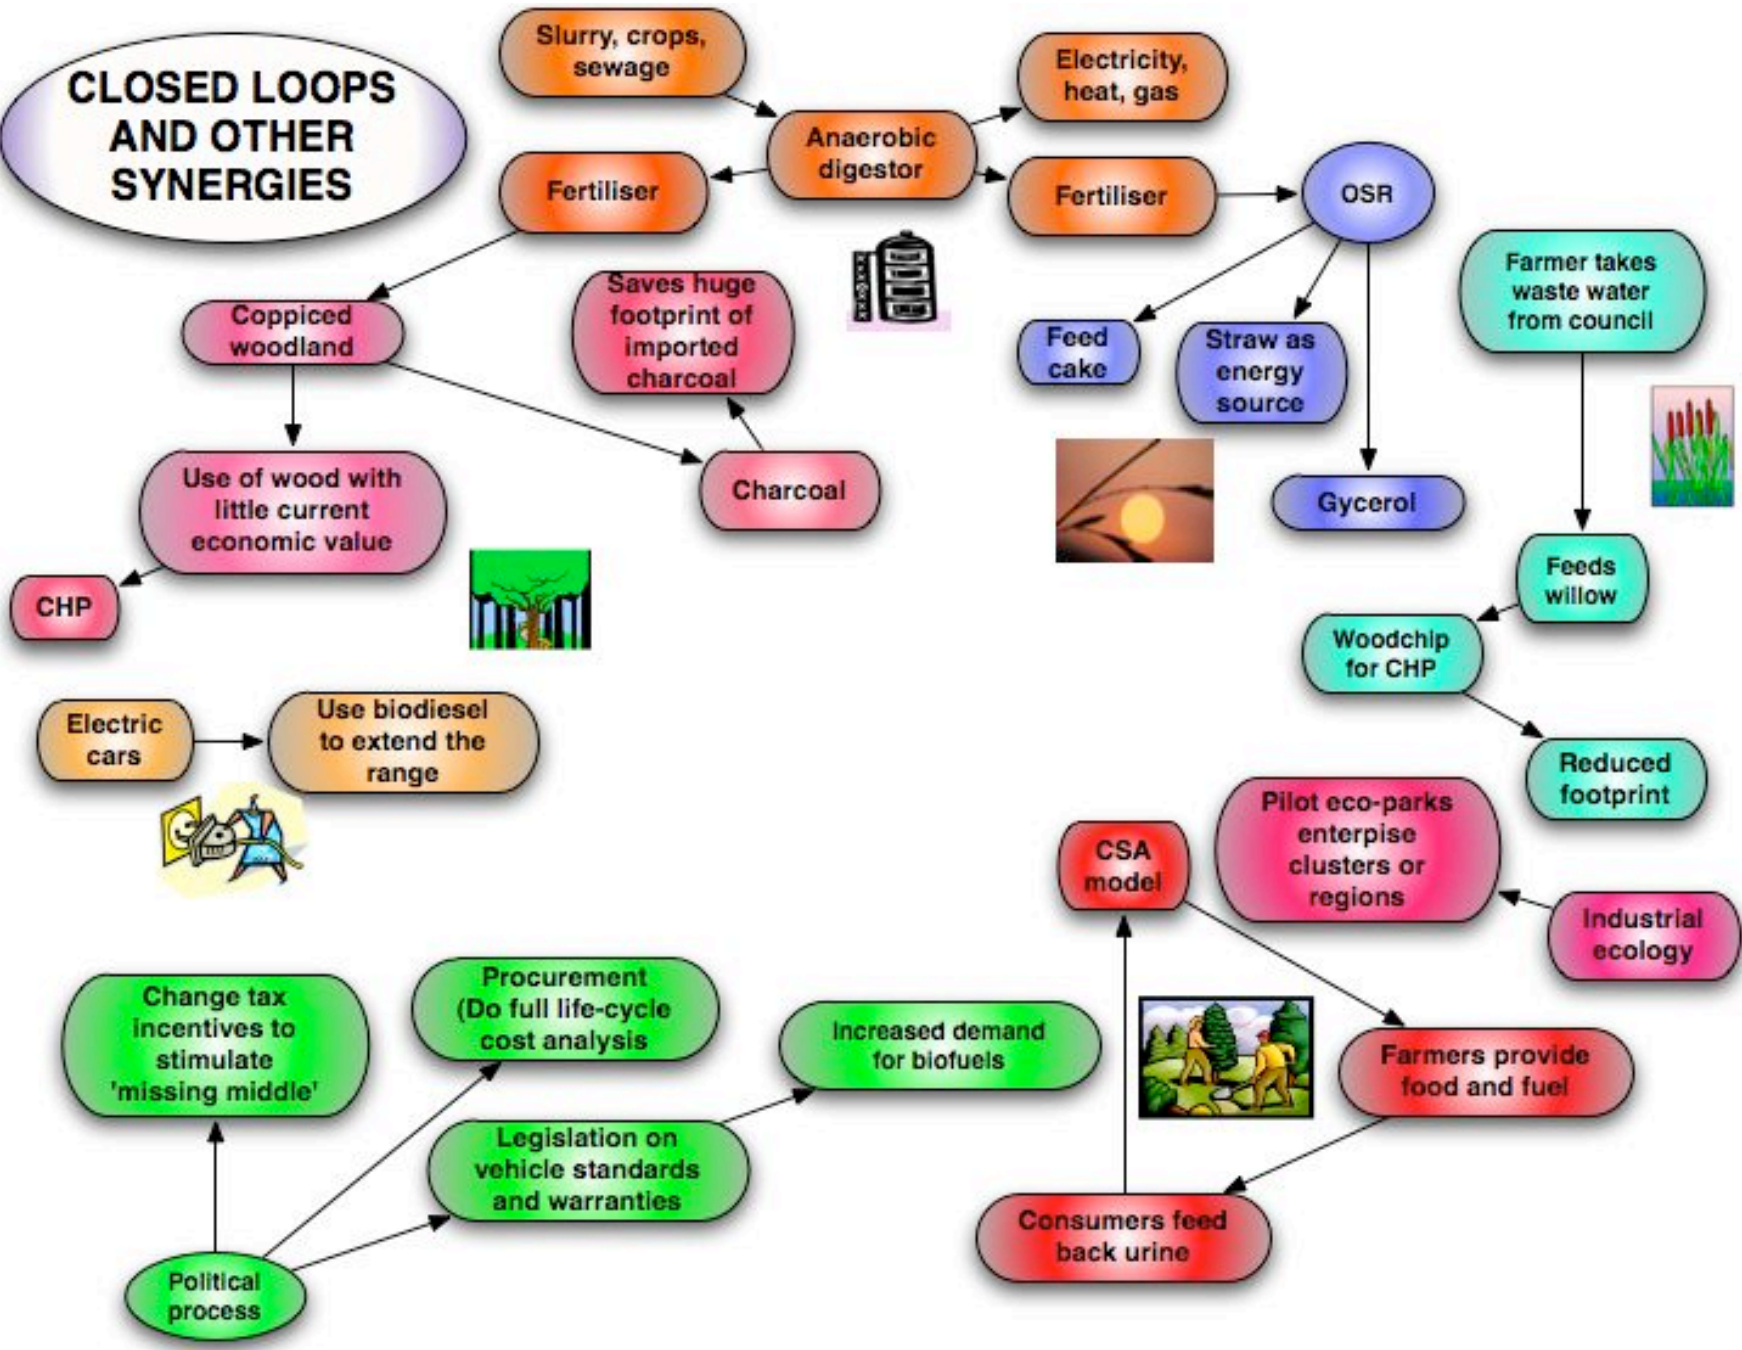 CLOSED LOOPS
AND OTHER
SYNERGIES
Slurry, crops,
sewage
Electricity,
heat, gas
Anaerobic
digestor
Fertiliser
Fertiliser
OSR
Farmer takes
waste water
from council
Saves huge
footprint of
imported
charcoal
Coppiced
woodland
Feed
cake
Straw as
energy
source
Use of wood with
little current
economic value
Charcoal
Gycerol
CHP
Feeds
willow
Woodchip
for CHP
Electric
cars
Use biodiesel
to extend the
range
Reduced
footprint
Pilot eco-parks
enterpise
clusters or
regions
CSA
model
Industrial
ecology
Change tax
incentives to
stimulate
'missing middle'
Procurement
(Do full life-cycle
cost analysis
Increased demand
for biofuels
Farmers provide
food and fuel
Legislation on
vehicle standards
and warranties
Consumers feed
back urine
Political
process